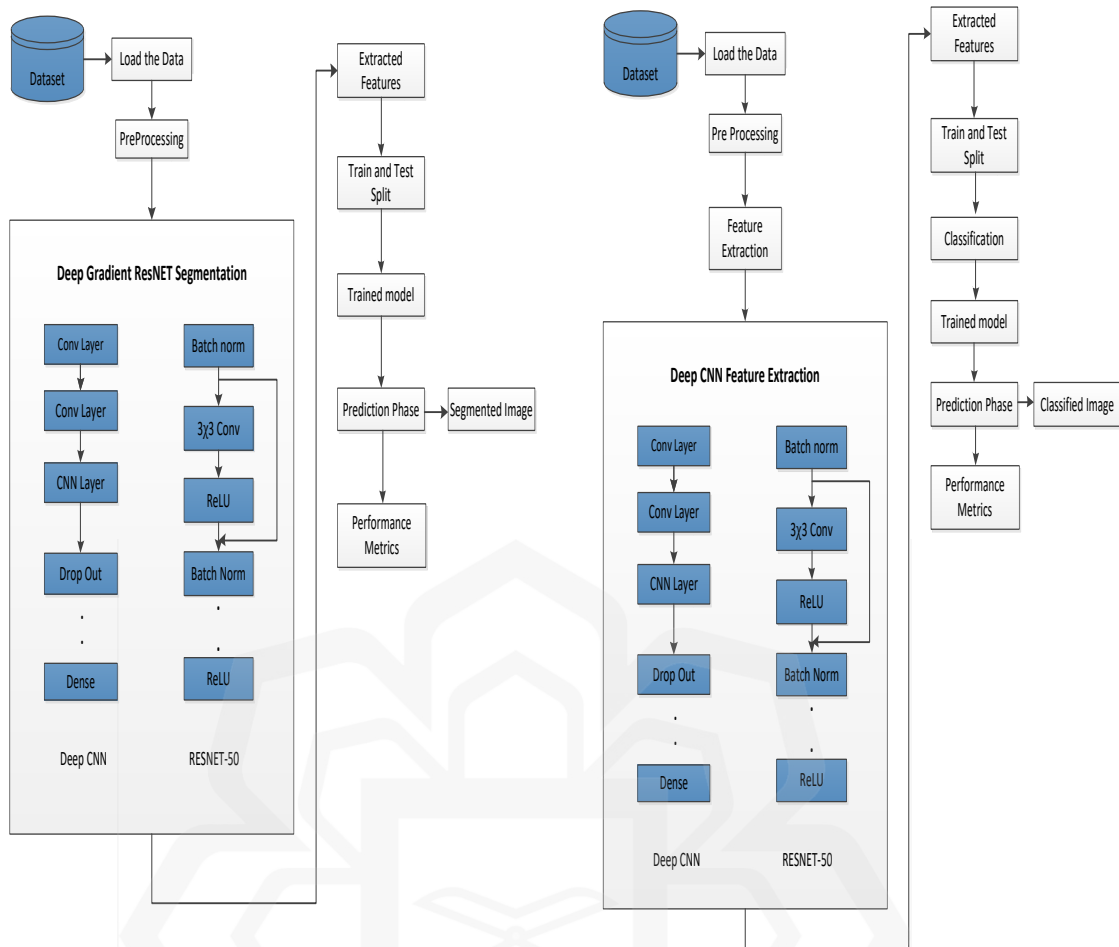 Dataset
Load the Data
PreProcessing
Deep Gradient ResNET Segmentation
Conv Layer
Conv Layer
CNN Layer
Drop Out
.
.
Dense
Deep CNN
Batch norm
3χ3 Conv
ReLU
Batch Norm
.
.
ReLU
RESNET-50
Extracted
Features
Train and Test
Split
Trained model
Prediction Phase
Segmented Image
Performance
Metrics
Dataset
Load the Data
Pre Processing
Feature
Extraction
Deep CNN Feature Extraction
Conv Layer
Conv Layer
CNN Layer
Drop Out
.
.
Dense
Deep CNN
Batch norm
3χ3 Conv
ReLU
Batch Norm
.
.
ReLU
RESNET-50
Extracted
Features
Train and Test
Split
Classification
Trained model
Prediction Phase
Classified Image
Performance
Metrics